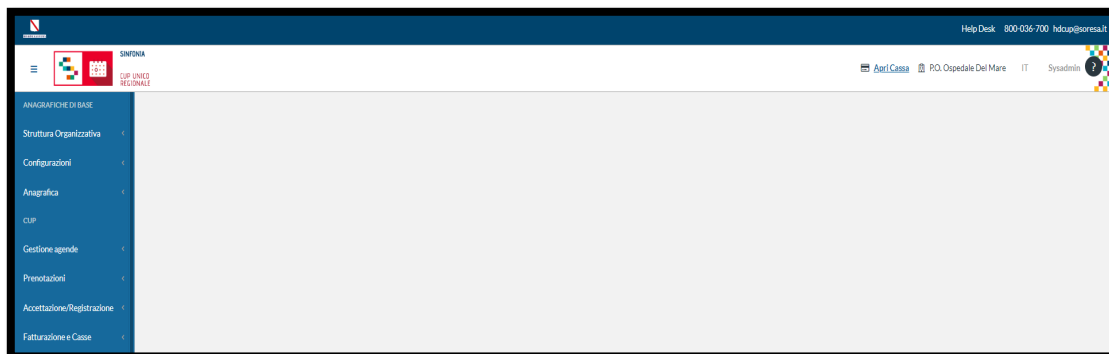 Help Desk 800-036-700 hdcup@soresa.it
SINFONIA
CUP UNICO
REGIONALE
Apri Cassa P.O. Ospedale Del Mare IT Sysadmin ?
ANAGRAFICHE DI BASE
Struttura Organizzativa
Configurazioni
Anagrafica
CUP
Gestione agende
Prenotazioni
Accettazione/Registrazione
Fatturazione e Casse